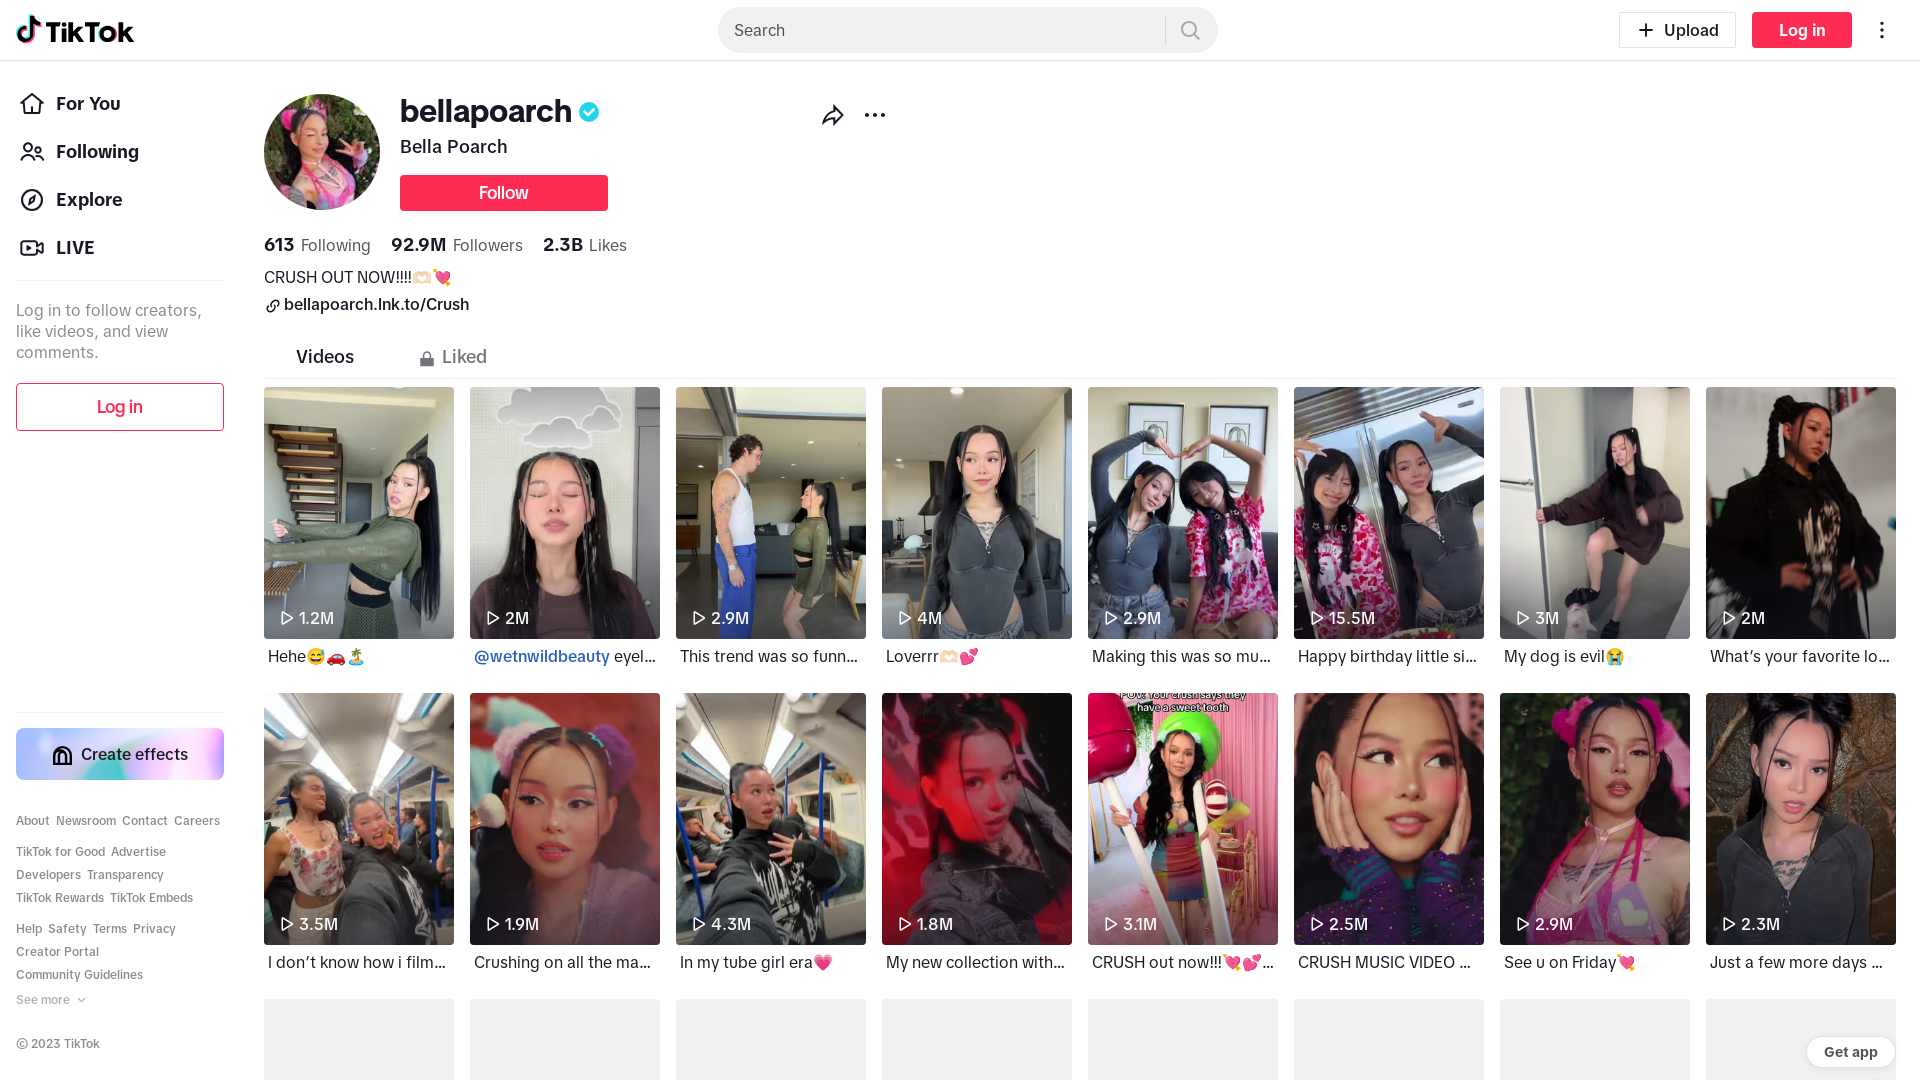 TikTok
Search
Upload
Log in
For You
Following
Explore
LIVE
Log in to follow creators,
like videos, and view
comments.
Log in
Create effects
About Newsroom Contact Careers
TikTok for Good Advertise
Developers Transparency
TikTok Rewards TikTok Embeds
Help Safety Terms Privacy
Creator Portal
Community Guidelines
See more
© 2023 TikTok
bellapoarch
Bella Poarch
Follow
613 Following 92.9M Followers 2.3B Likes
CRUSH OUT NOW!!!!🫶🏻💘
bellapoarch.lnk.to/Crush
Videos
Liked
1.2M
2M
2.9M
4M
2.9M
15.5M
3M
2M
Hehe😅🚗🏝️
@wetnwildbeauty eyel...
This trend was so funn...
Loverrr🫶🏻💕
Making this was so mu...
Happy birthday little si...
My dog is evil😭
What’s your favorite lo...
POV: Your crush says they
have a sweet tooth
3.5M
1.9M
4.3M
1.8M
3.1M
2.5M
2.9M
2.3M
I don’t know how i film...
Crushing on all the ma...
In my tube girl era💗
My new collection with...
CRUSH out now!!!💘💕...
CRUSH MUSIC VIDEO ...
See u on Friday💘
Just a few more days ...
Get app